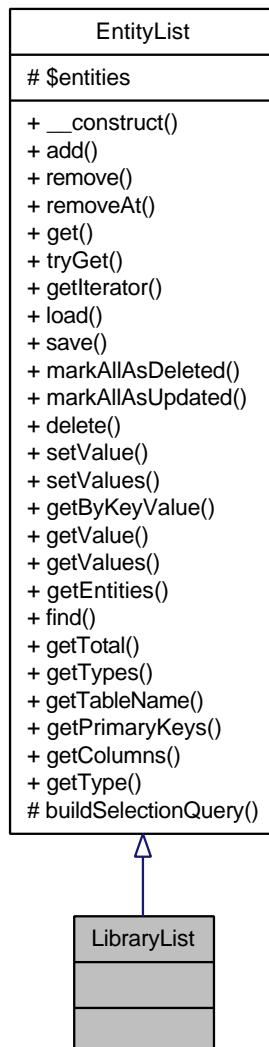 EntityList
# $entities
+ __construct()
+ add()
+ remove()
+ removeAt()
+ get()
+ tryGet()
+ getIterator()
+ load()
+ save()
+ markAllAsDeleted()
+ markAllAsUpdated()
+ delete()
+ setValue()
+ setValues()
+ getByKeyValue()
+ getValue()
+ getValues()
+ getEntities()
+ find()
+ getTotal()
+ getTypes()
+ getTableName()
+ getPrimaryKeys()
+ getColumns()
+ getType()
# buildSelectionQuery()
LibraryList